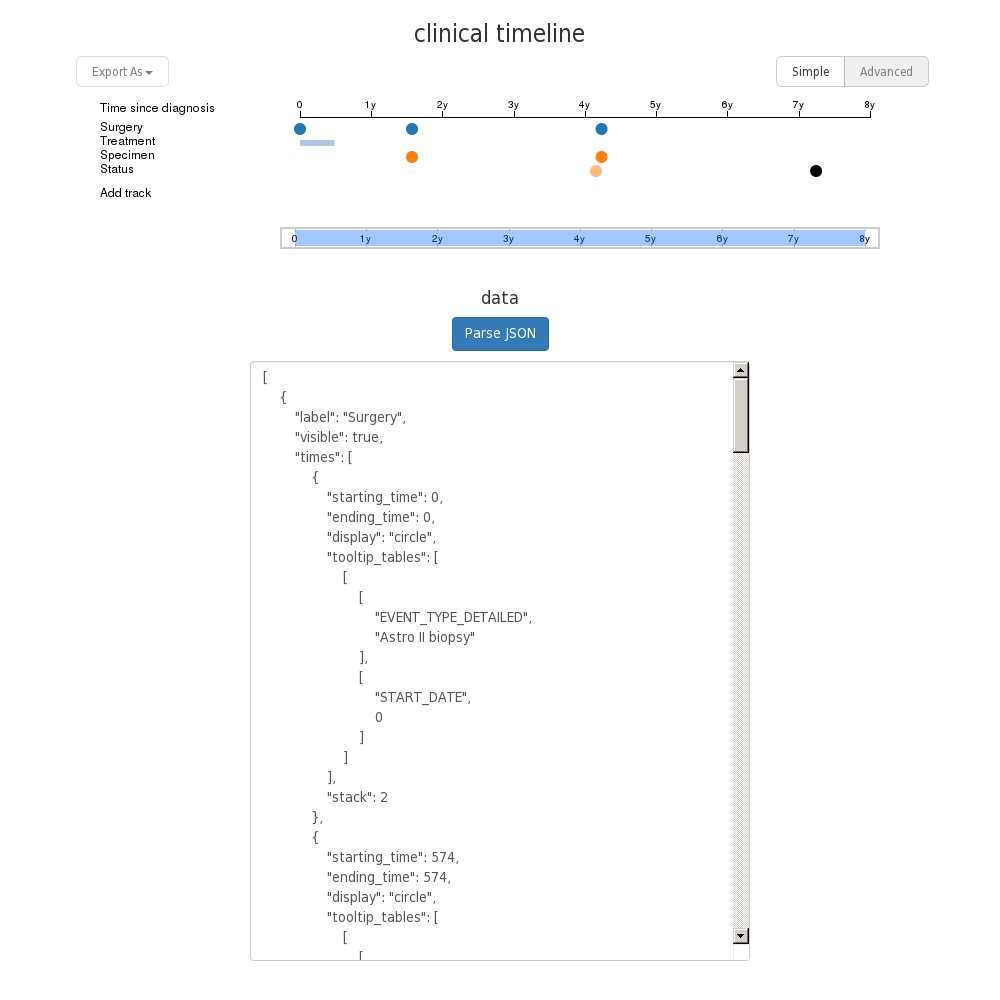 clinical timeline
Export As
Simple Advanced
Time since diagnosis
0 1y 2y 3y 4y 5y 6y 7y 8y
Surgery
Treatment
Specimen
Status
Add track
0 1y 2y 3y 4y 5y 6y 7y 8y
data
Parse JSON
[
{
"label": "Surgery",
"visible": true,
"times": [
{
"starting_time": 0,
"ending_time": 0,
"display": "circle",
"tooltip_tables": [
[
[
"EVENT_TYPE_DETAILED",
"Astro II biopsy"
],
[
"START_DATE",
0
]
]
],
"stack": 2
},
{
"starting_time": 574,
"ending_time": 574,
"display": "circle",
"tooltip_tables": [
[
[